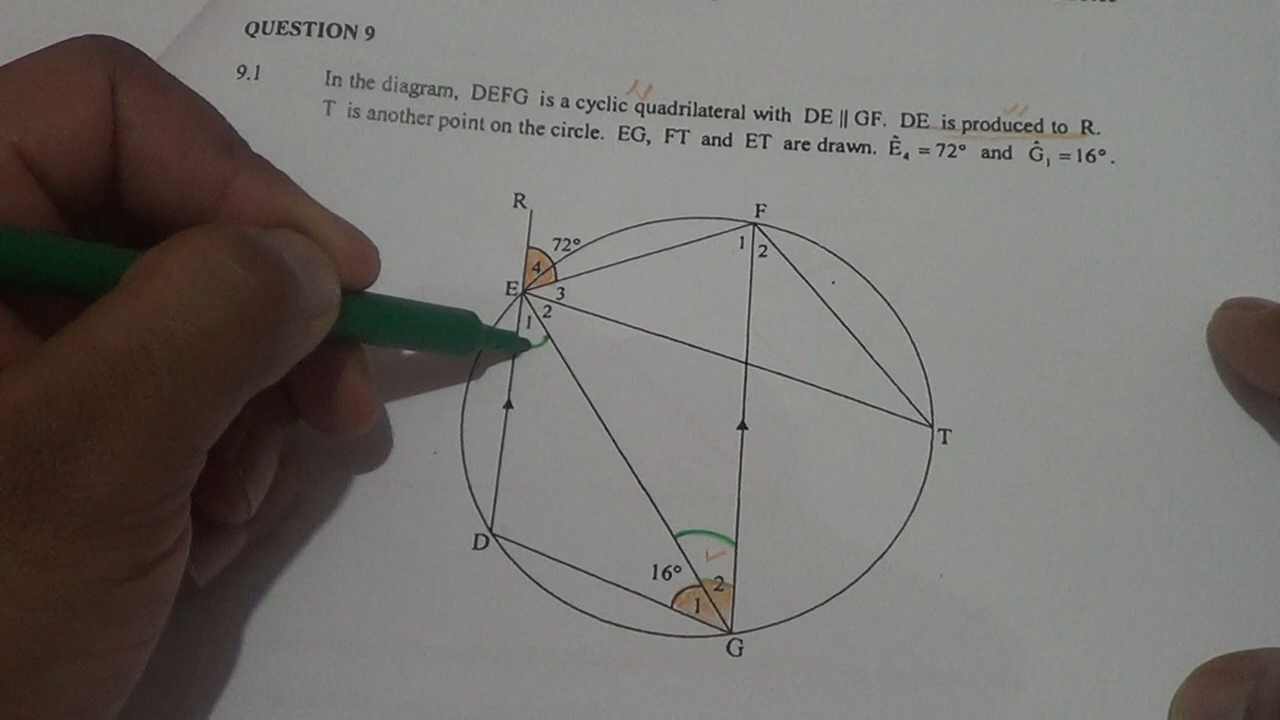 QUESTION 9
9.1 In the diagram, DEFG is a cyclic quadrilateral with DE || GF. DE is produced to R.
T is another point on the circle. EG, FT and ET are drawn. Ê₄ = 72° and Ĝ₁ = 16°.
R
F
72°
1
2
4
E
3
2
1
T
D
16°
2
1
G